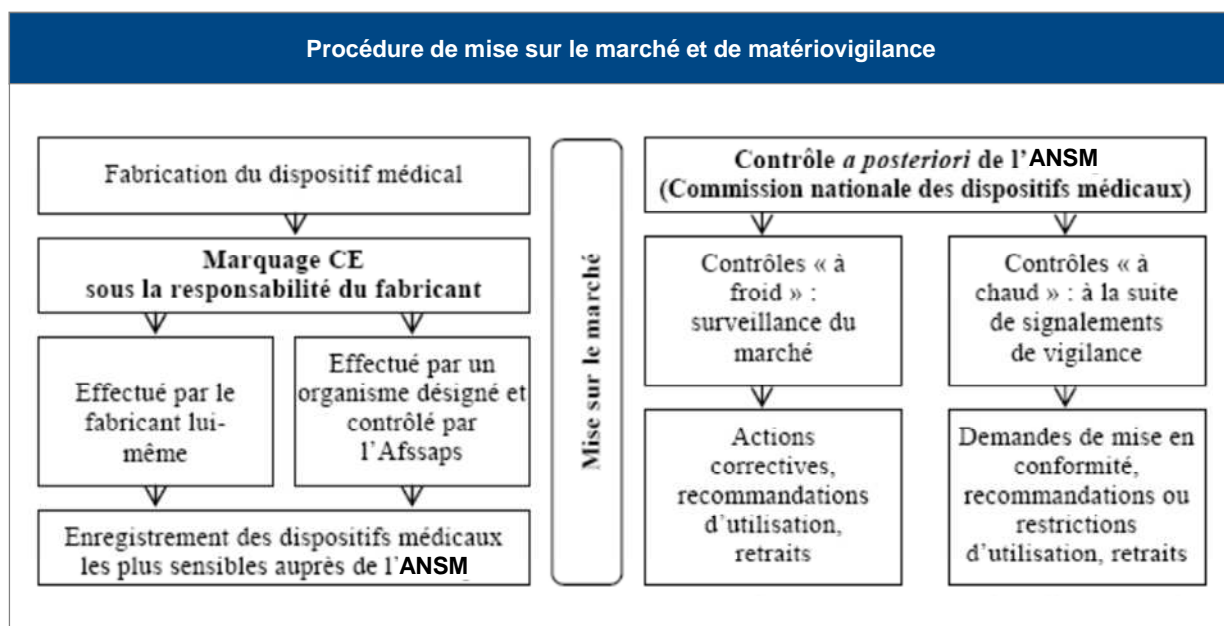 Procédure de mise sur le marché et de matériovigilance
Fabrication du dispositif médical
Marquage CE
sous la responsabilité du fabricant
Effectué par le
fabricant lui-
même
Effectué par un
organisme désigné et
contrôlé par
l'Afssaps
Enregistrement des dispositifs médicaux
les plus sensibles auprès de l'ANSM
Mise sur le marché
Contrôle a posteriori de l'ANSM
(Commission nationale des dispositifs médicaux)
Contrôles « à
froid » :
surveillance du
marché
Contrôles « à
chaud » : à la suite
de signalements
de vigilance
Actions
correctives,
recommandations
d'utilisation,
retraits
Demandes de mise en
conformité,
recommandations ou
restrictions
d'utilisation, retraits